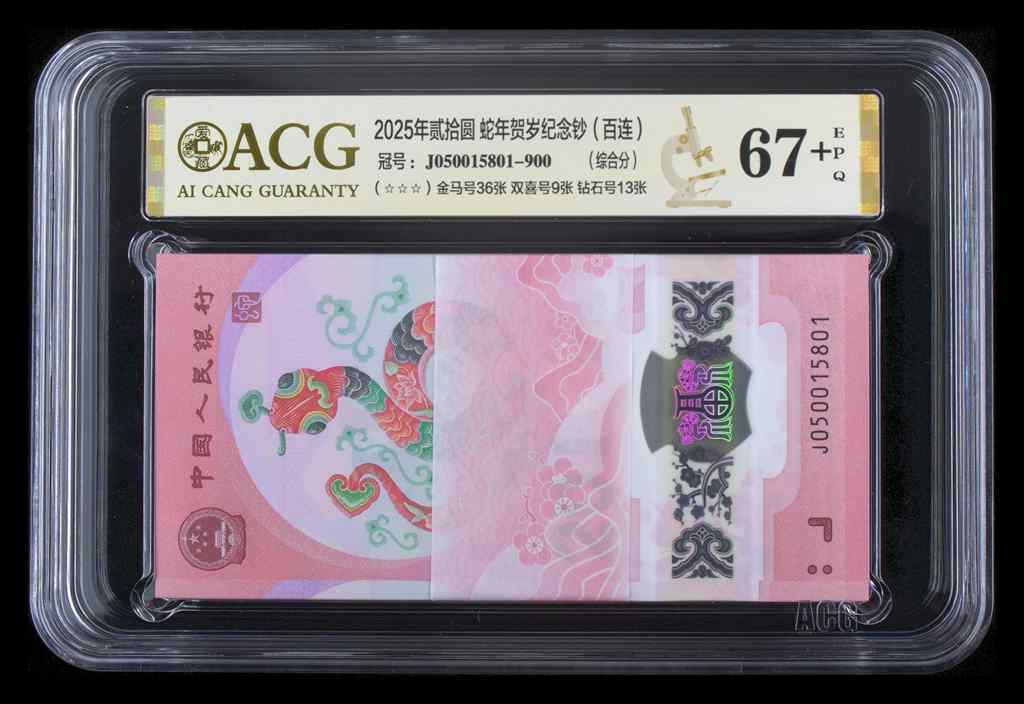 ACG
AI CANG GUARANTY
2025年贰拾圆 蛇年贺岁纪念钞（百连）
冠号：J050015801-900 （综合分）
（☆☆☆）金马号36张 双喜号9张 钻石号13张
67+
EPQ
中國人民银行
J050015801
ACG